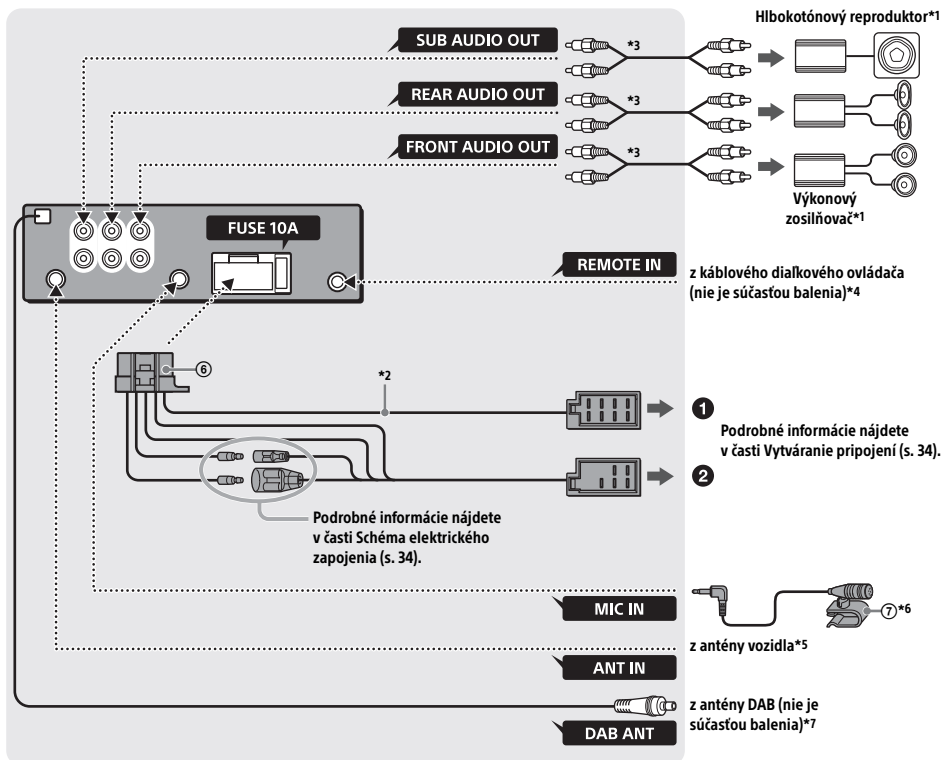 Hlbokotónový reproduktor*1
SUB AUDIO OUT
*3
REAR AUDIO OUT
*3
FRONT AUDIO OUT
*3
Výkonový
zosilňovač*1
FUSE 10A
REMOTE IN
z káblového diaľkového ovládača
(nie je súčasťou balenia)*4
⑥
*2
❶
Podrobné informácie nájdete
v časti Vytváranie pripojení (s. 34).
❷
Podrobné informácie nájdete
v časti Schéma elektrického
zapojenia (s. 34).
MIC IN
⑦*6
z antény vozidla*5
ANT IN
z antény DAB (nie je
súčasťou balenia)*7
DAB ANT